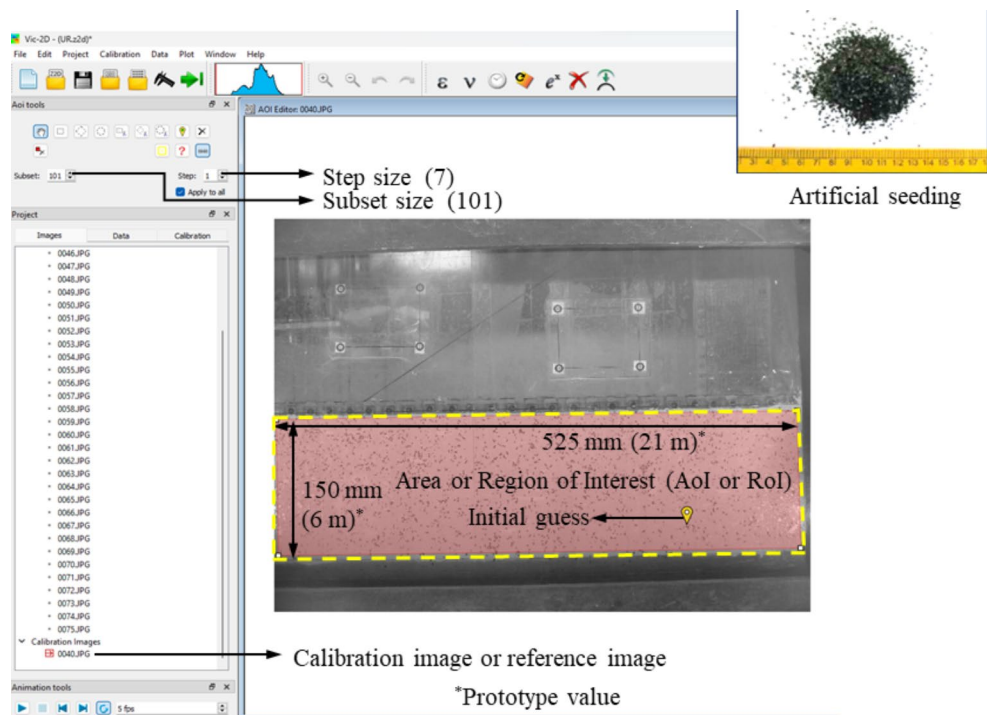 Vic-2D - (UR.z2d)*
File Edit Project Calibration Data Plot Window Help
Aoi tools
AOI Editor: 0040.JPG
Subset: 101 Step: 1
Apply to all
Step size (7)
Subset size (101)
Artificial seeding
Project
Images Data Calibration
0046.JPG
0047.JPG
0048.JPG
0049.JPG
0050.JPG
0051.JPG
0052.JPG
0053.JPG
0054.JPG
0055.JPG
0056.JPG
0057.JPG
0058.JPG
0059.JPG
0060.JPG
0061.JPG
0062.JPG
0063.JPG
0064.JPG
0065.JPG
0066.JPG
0067.JPG
0068.JPG
0069.JPG
0070.JPG
0071.JPG
0072.JPG
0073.JPG
0074.JPG
0075.JPG
Calibration Images
0040.JPG
525 mm (21 m)*
Area or Region of Interest (AoI or RoI)
150 mm
(6 m)*
Initial guess
Calibration image or reference image
*Prototype value
Animation tools
5 fps